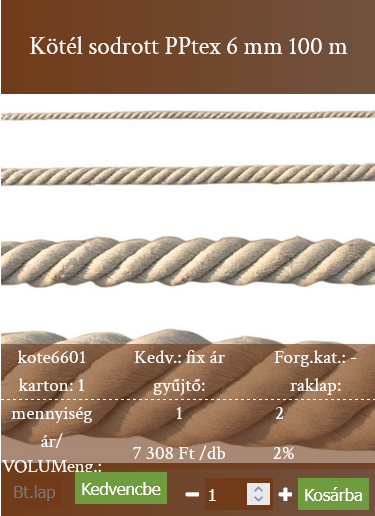 Kötél sodrott PPtex 6 mm 100 m
kote6601 Kedv.: fix ár Forg.kat.: -
karton: 1 gyűjtő: raklap:
mennyiség 1 2
ár/
VOLUMeng.: 7 308 Ft /db 2%
Bt.lap Kedvencbe 1 Kosárba